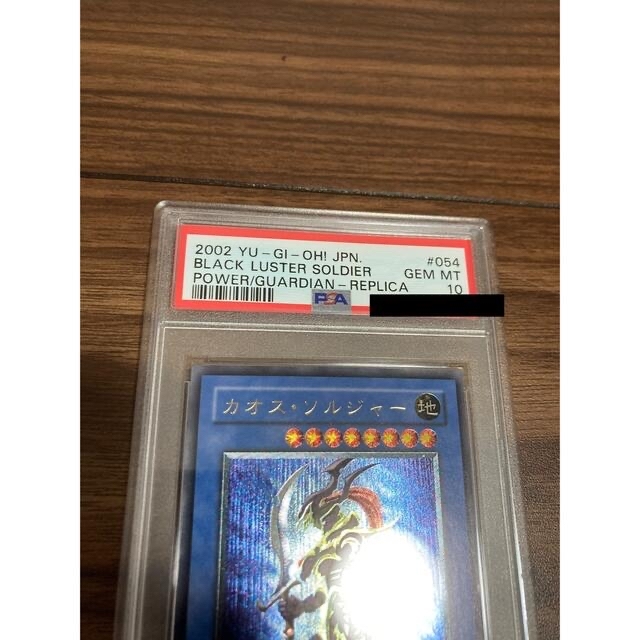 2002 YU-GI-OH! JPN. #054
BLACK LUSTER SOLDIER GEM MT
POWER/GUARDIAN-REPLICA 10
PSA
カオス・ソルジャー 地